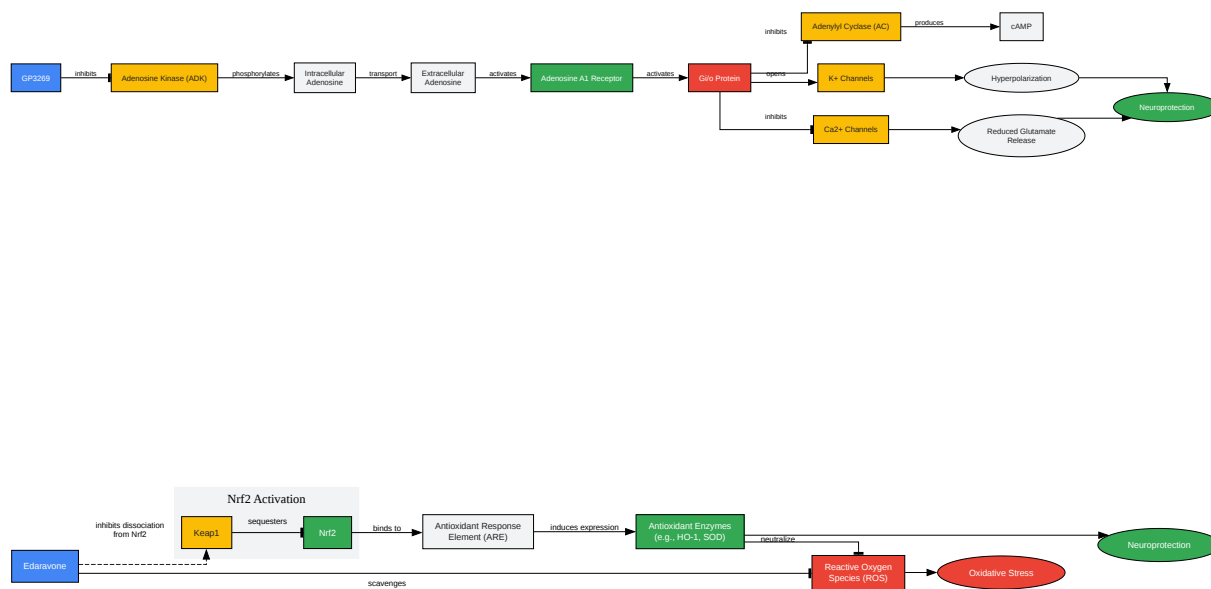 Adenylyl Cyclase (AC)
produces
cAMP
inhibits
GP3269
inhibits
Adenosine Kinase (ADK)
phosphorylates
Intracellular
Adenosine
transport
Extracellular
Adenosine
activates
Adenosine A1 Receptor
activates
Gi/o Protein
opens
K+ Channels
Hyperpolarization
Neuroprotection
inhibits
Ca2+ Channels
Reduced Glutamate
Release
Nrf2 Activation
inhibits dissociation
from Nrf2
Keap1
sequesters
Nrf2
binds to
Antioxidant Response
Element (ARE)
induces expression
Antioxidant Enzymes
(e.g., HO-1, SOD)
neutralize
Neuroprotection
Edaravone
scavenges
Reactive Oxygen
Species (ROS)
Oxidative Stress